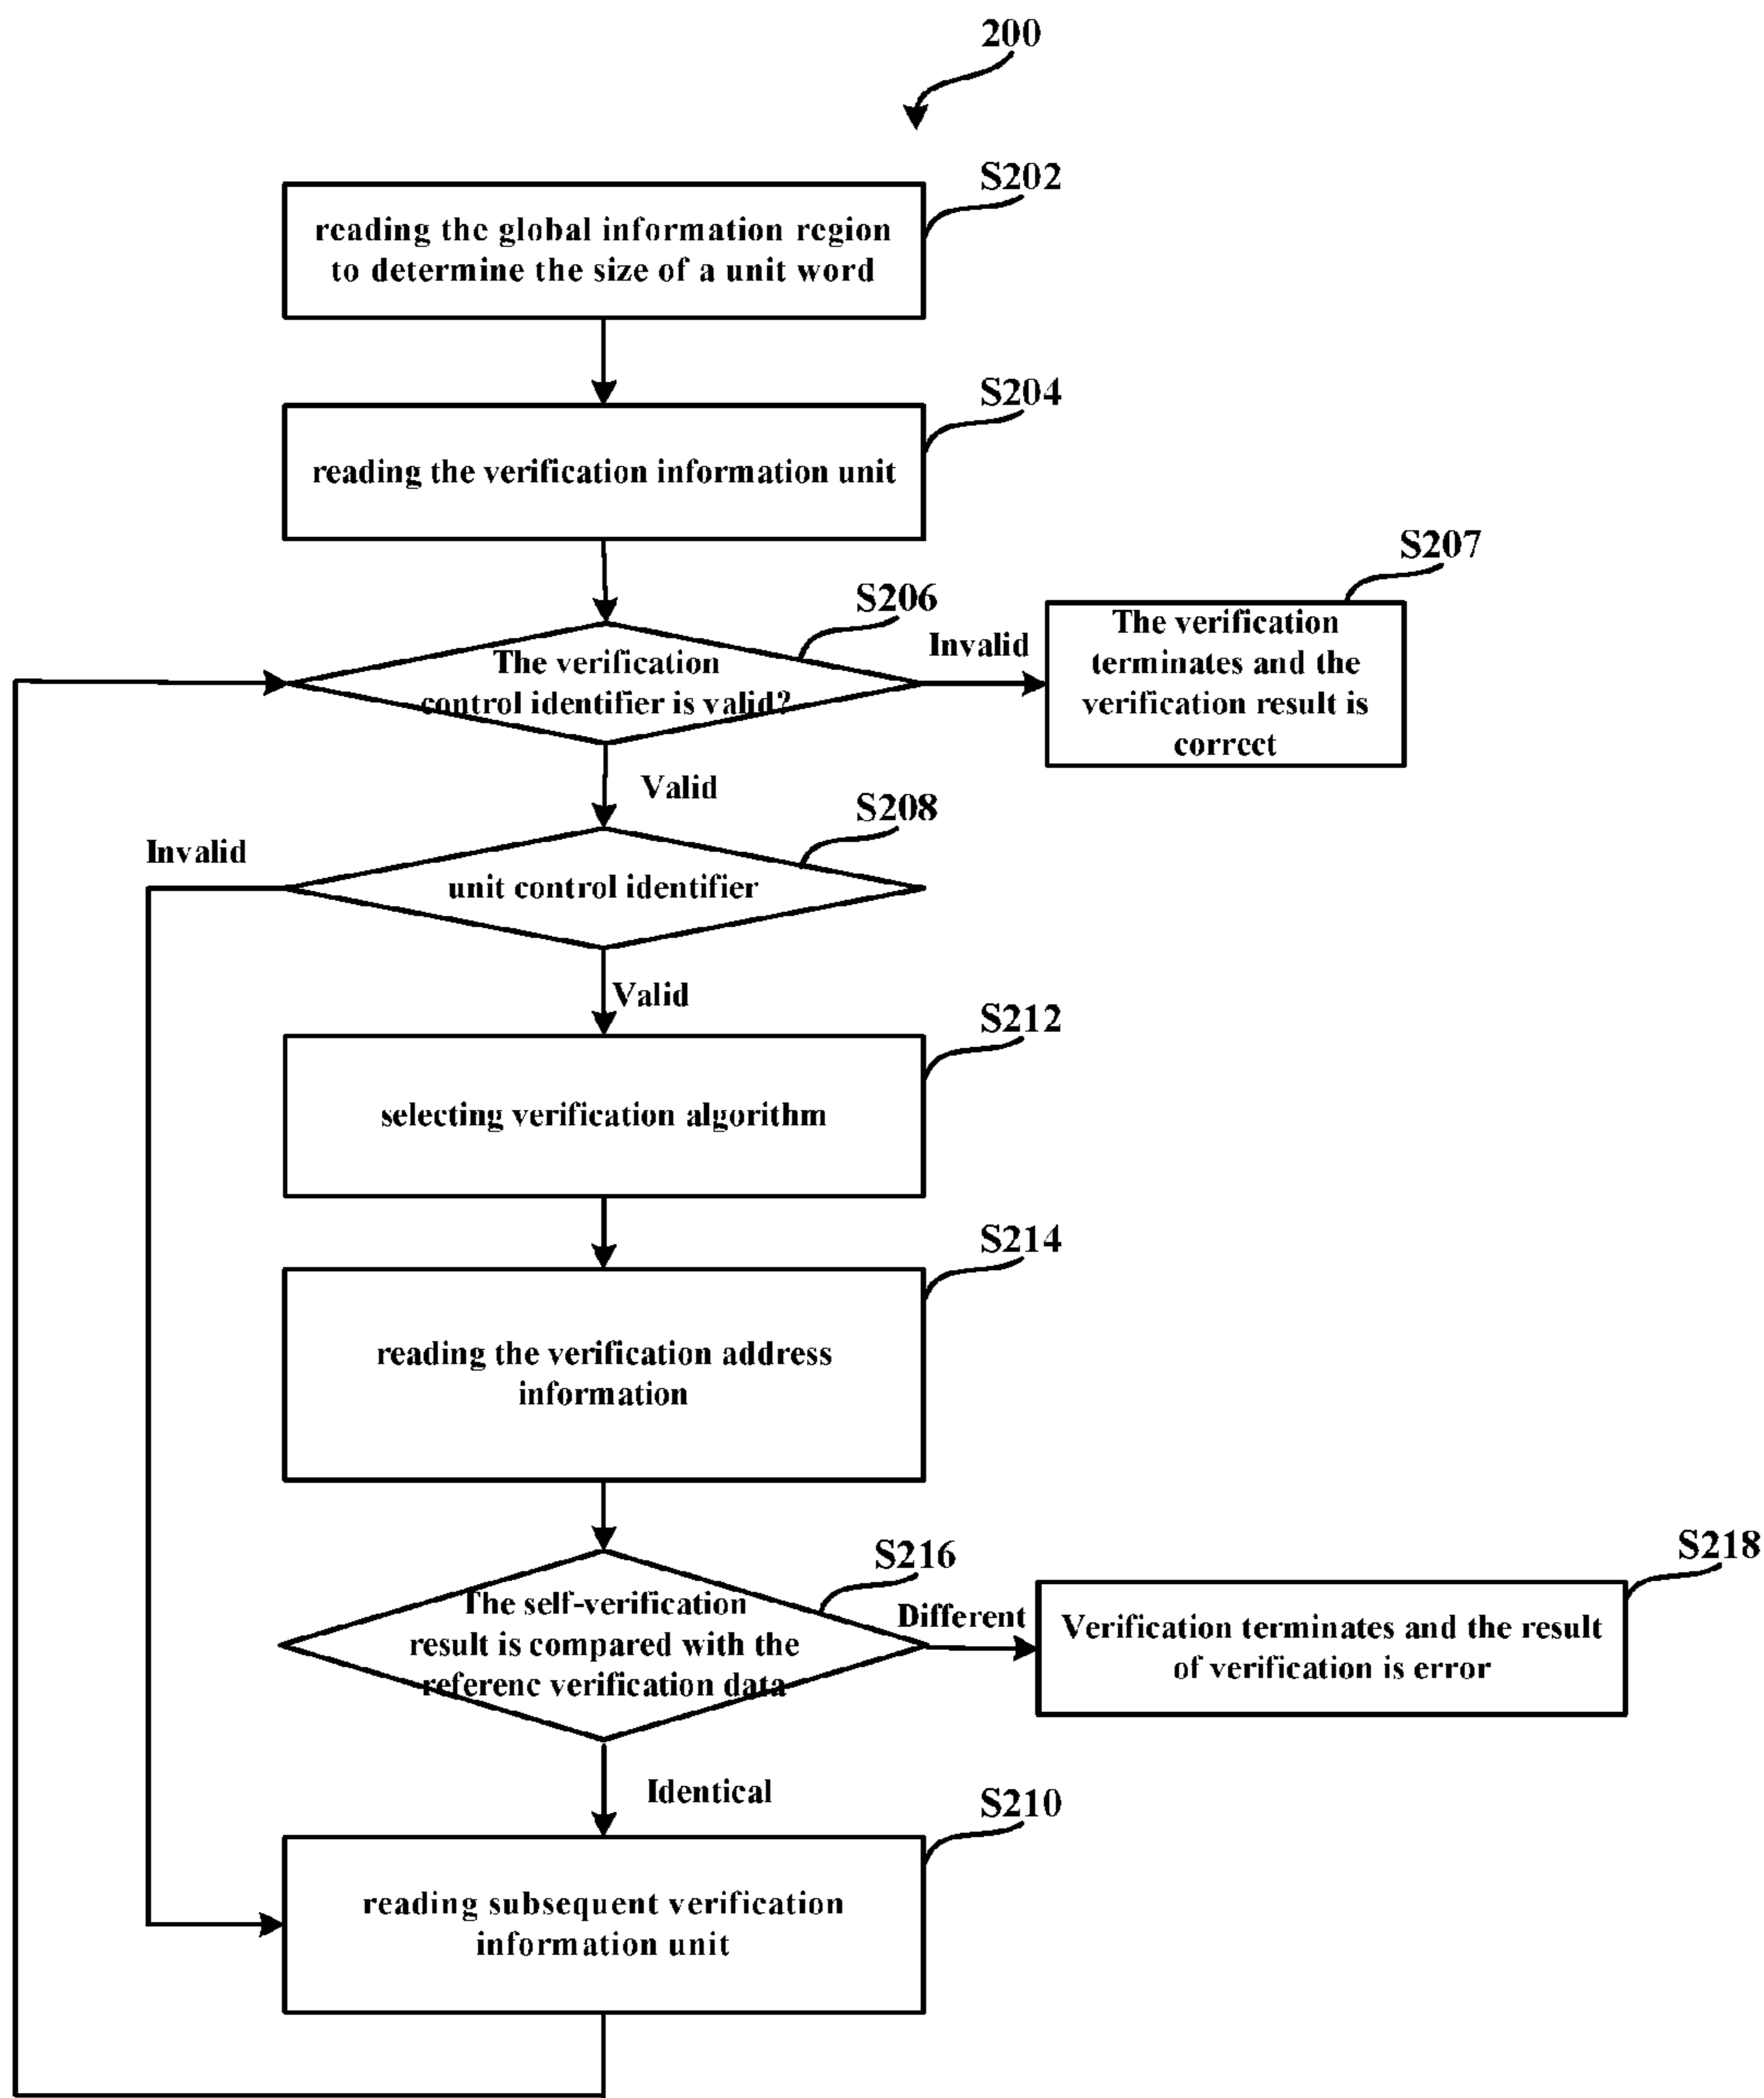 200
S202
reading the global information region
to determine the size of a unit word
S204
reading the verification information unit
S207
S206
The verification
control identifier is valid?
Invalid
The verification
terminates and the
verification result is
correct
Valid
S208
Invalid
unit control identifier
Valid
S212
selecting verification algorithm
S214
reading the verification address
information
S216
The self-verification
result is compared with the
referenc verification data
Different
S218
Verification terminates and the result
of verification is error
Identical
S210
reading subsequent verification
information unit